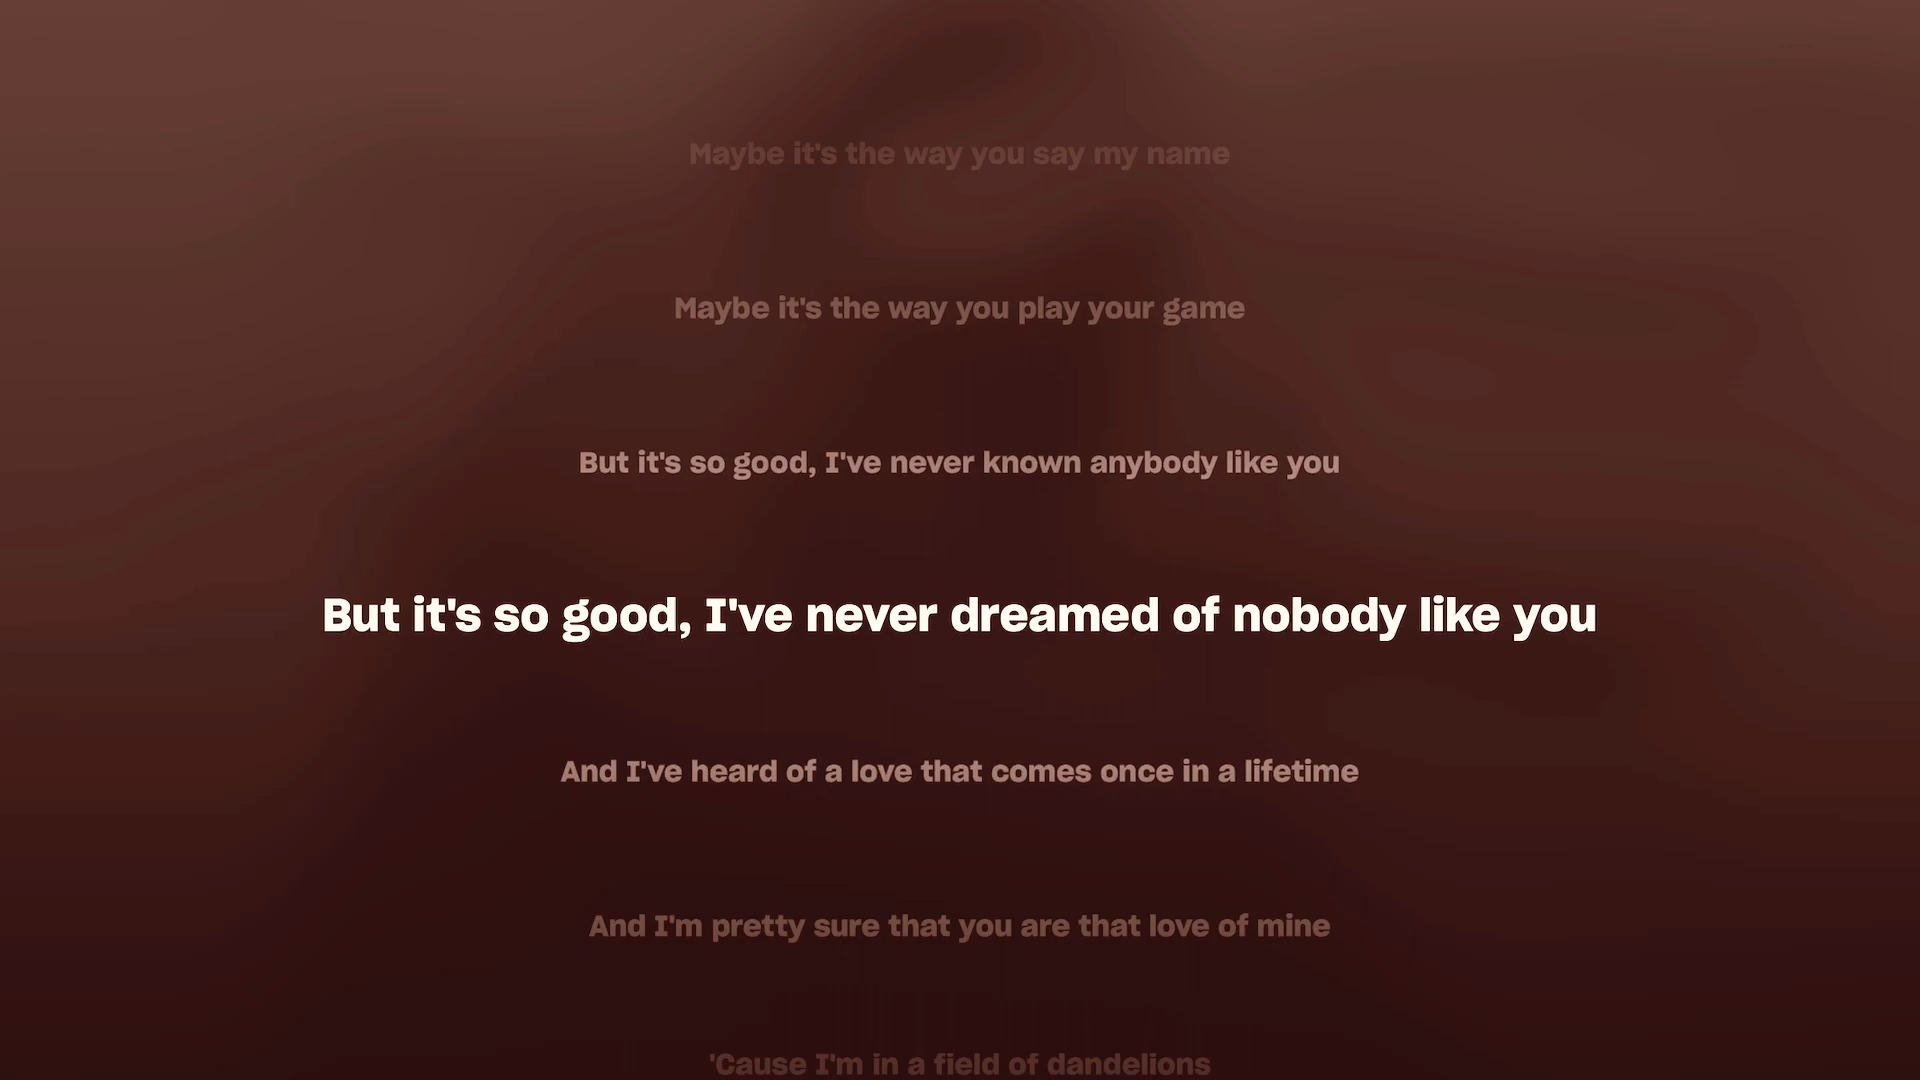 Maybe it's the way you say my name
Maybe it's the way you play your game
But it's so good, I've never known anybody like you
But it's so good, I've never dreamed of nobody like you
And I've heard of a love that comes once in a lifetime
And I'm pretty sure that you are that love of mine
'Cause I'm in a field of dandelions